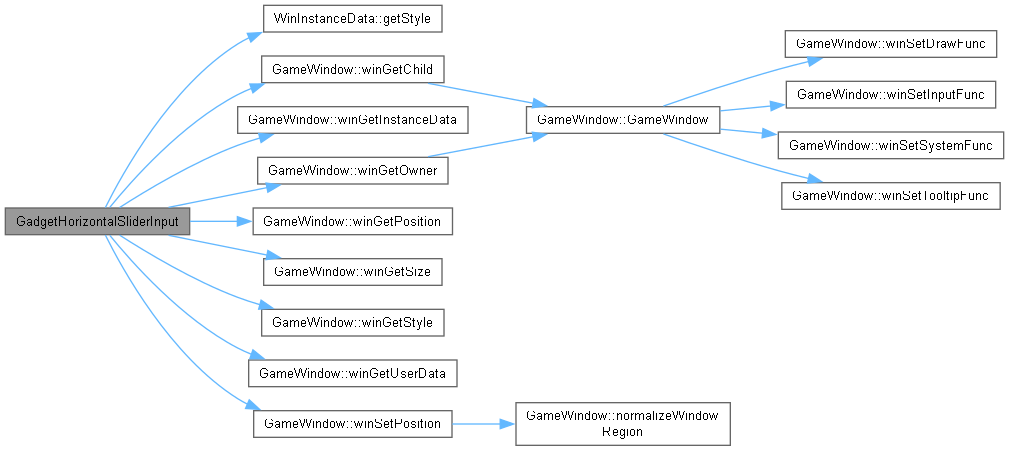 GadgetHorizontalSliderInput
WinInstanceData::getStyle
GameWindow::winGetChild
GameWindow::winGetInstanceData
GameWindow::winGetOwner
GameWindow::winGetPosition
GameWindow::winGetSize
GameWindow::winGetStyle
GameWindow::winGetUserData
GameWindow::winSetPosition
GameWindow::GameWindow
GameWindow::normalizeWindow
Region
GameWindow::winSetDrawFunc
GameWindow::winSetInputFunc
GameWindow::winSetSystemFunc
GameWindow::winSetTooltipFunc